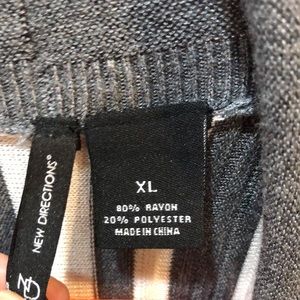 NEW DIRECTIONS®
XL
80% RAYON
20% POLYESTER
MADE IN CHINA